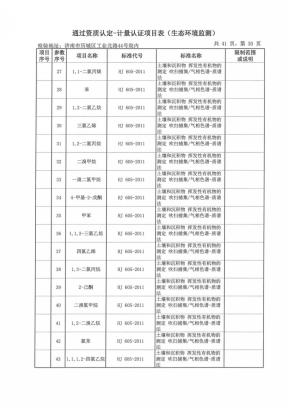 通过资质认定-计量认证项目表（生态环境监测）
检验地址：济南市历城区工业北路44号院内 共 41 页，第 33 页
项目序号 参数序号 项目名称 标准代号 标准名称 限制范围或说明
27 1,1-二氯丙烯 HJ 605-2011 土壤和沉积物 挥发性有机物的测定 吹扫捕集/气相色谱-质谱法
28 苯 HJ 605-2011 土壤和沉积物 挥发性有机物的测定 吹扫捕集/气相色谱-质谱法
29 1,2-二氯乙烷 HJ 605-2011 土壤和沉积物 挥发性有机物的测定 吹扫捕集/气相色谱-质谱法
30 三氯乙烯 HJ 605-2011 土壤和沉积物 挥发性有机物的测定 吹扫捕集/气相色谱-质谱法
31 1,2-二氯丙烷 HJ 605-2011 土壤和沉积物 挥发性有机物的测定 吹扫捕集/气相色谱-质谱法
32 二溴甲烷 HJ 605-2011 土壤和沉积物 挥发性有机物的测定 吹扫捕集/气相色谱-质谱法
33 一溴二氯甲烷 HJ 605-2011 土壤和沉积物 挥发性有机物的测定 吹扫捕集/气相色谱-质谱法
34 4-甲基-2-戊酮 HJ 605-2011 土壤和沉积物 挥发性有机物的测定 吹扫捕集/气相色谱-质谱法
35 甲苯 HJ 605-2011 土壤和沉积物 挥发性有机物的测定 吹扫捕集/气相色谱-质谱法
36 1,1,2-三氯乙烷 HJ 605-2011 土壤和沉积物 挥发性有机物的测定 吹扫捕集/气相色谱-质谱法
37 四氯乙烯 HJ 605-2011 土壤和沉积物 挥发性有机物的测定 吹扫捕集/气相色谱-质谱法
38 1,3-二氯丙烷 HJ 605-2011 土壤和沉积物 挥发性有机物的测定 吹扫捕集/气相色谱-质谱法
39 2-己酮 HJ 605-2011 土壤和沉积物 挥发性有机物的测定 吹扫捕集/气相色谱-质谱法
40 二溴氯甲烷 HJ 605-2011 土壤和沉积物 挥发性有机物的测定 吹扫捕集/气相色谱-质谱法
41 1,2-二溴乙烷 HJ 605-2011 土壤和沉积物 挥发性有机物的测定 吹扫捕集/气相色谱-质谱法
42 氯苯 HJ 605-2011 土壤和沉积物 挥发性有机物的测定 吹扫捕集/气相色谱-质谱法
43 1,1,1,2-四氯乙烷 HJ 605-2011 土壤和沉积物 挥发性有机物的测定 吹扫捕集/气相色谱-质谱法